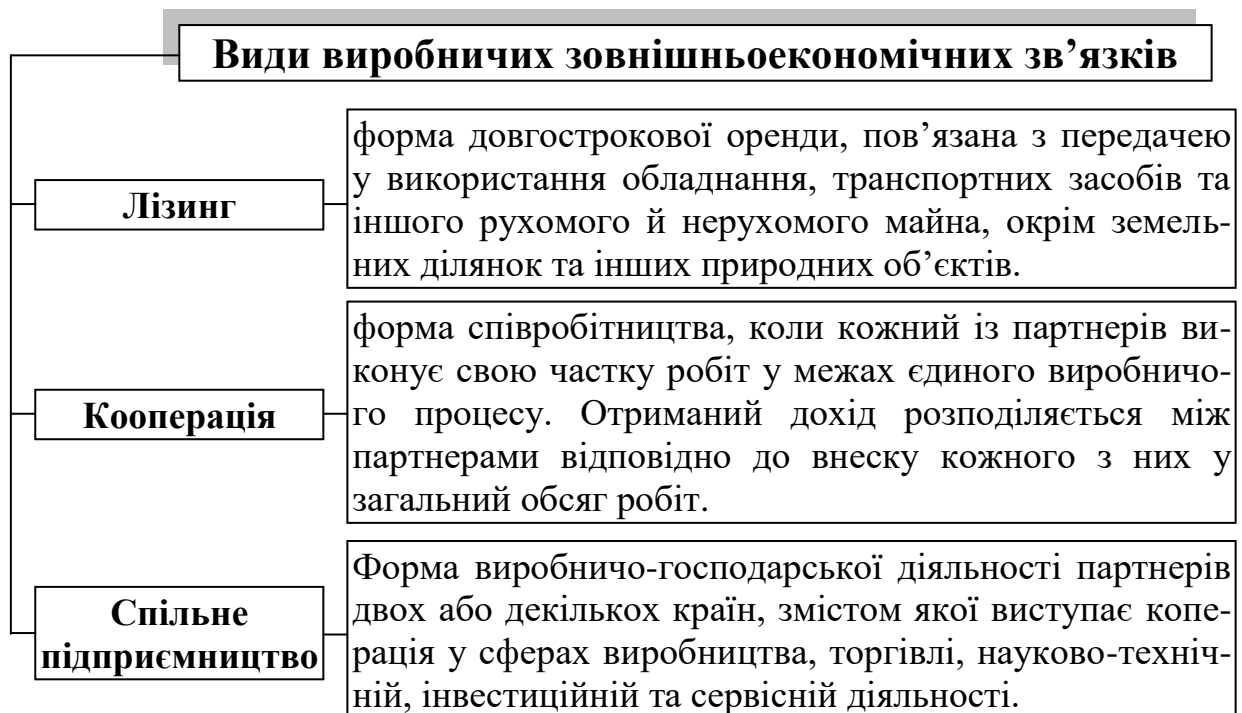 Види виробничих зовнішньоекономічних зв’язків
Лізинг
форма довгострокової оренди, пов’язана з передачею
у використання обладнання, транспортних засобів та
іншого рухомого й нерухомого майна, окрім земель-
них ділянок та інших природних об’єктів.
Кооперація
форма співробітництва, коли кожний із партнерів ви-
конує свою частку робіт у межах єдиного виробничо-
го процесу. Отриманий дохід розподіляється між
партнерами відповідно до внеску кожного з них у
загальний обсяг робіт.
Спільне
підприємництво
Форма виробничо-господарської діяльності партнерів
двох або декількох країн, змістом якої виступає копе-
рація у сферах виробництва, торгівлі, науково-техніч-
ній, інвестиційній та сервісній діяльності.